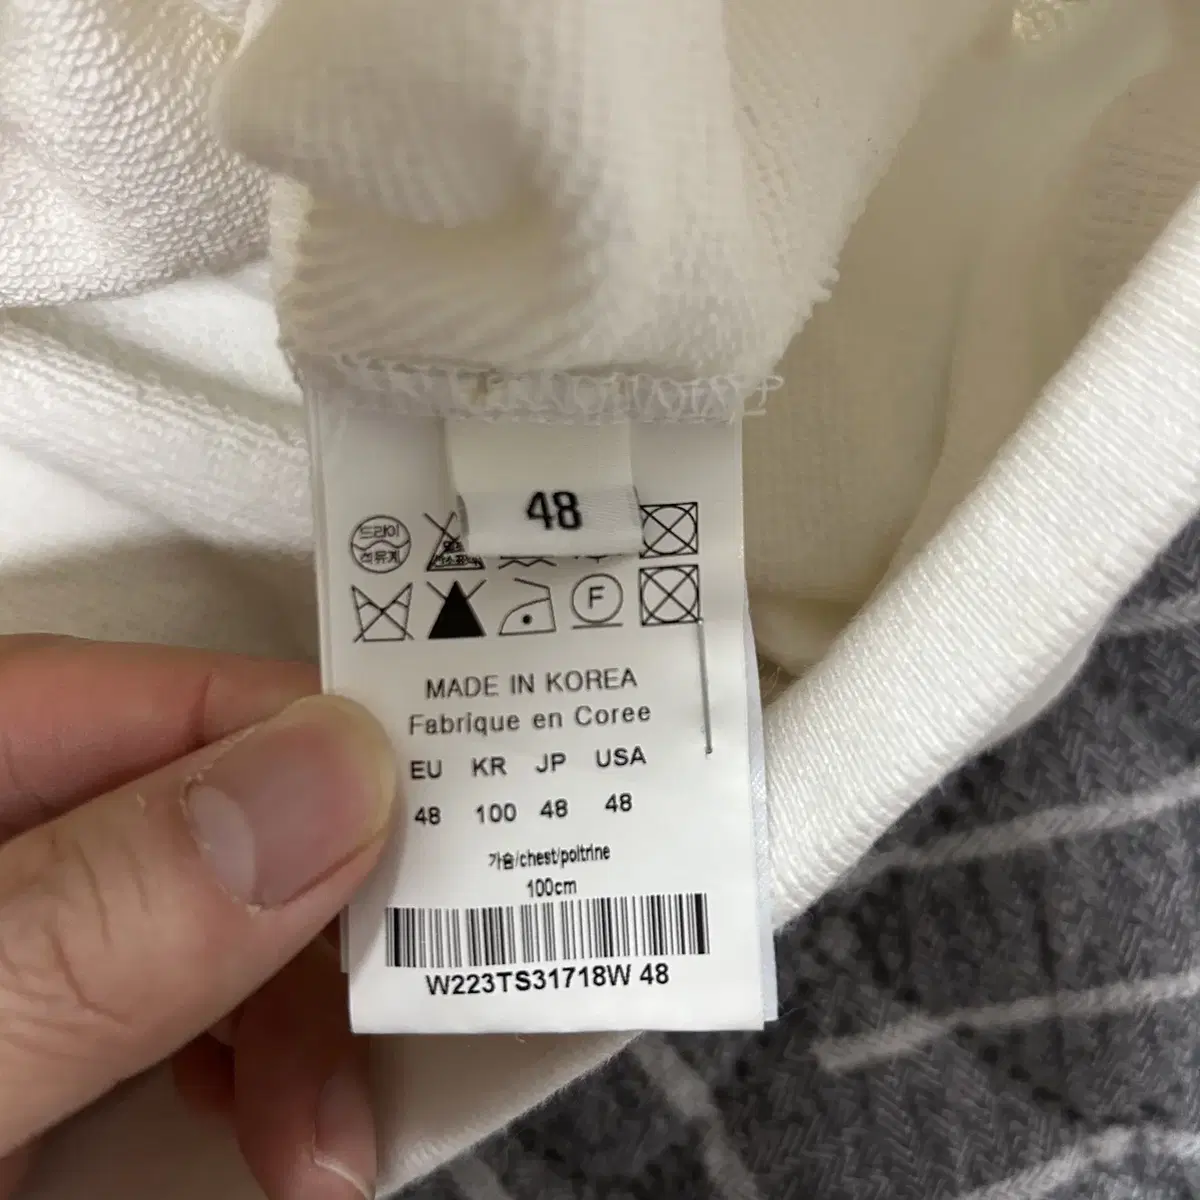 48
드라이
석유계
F
MADE IN KOREA
Fabrique en Coree
EU KR JP USA
48 100 48 48
가슴/chest/poltrine
100cm
W223TS31718W 48